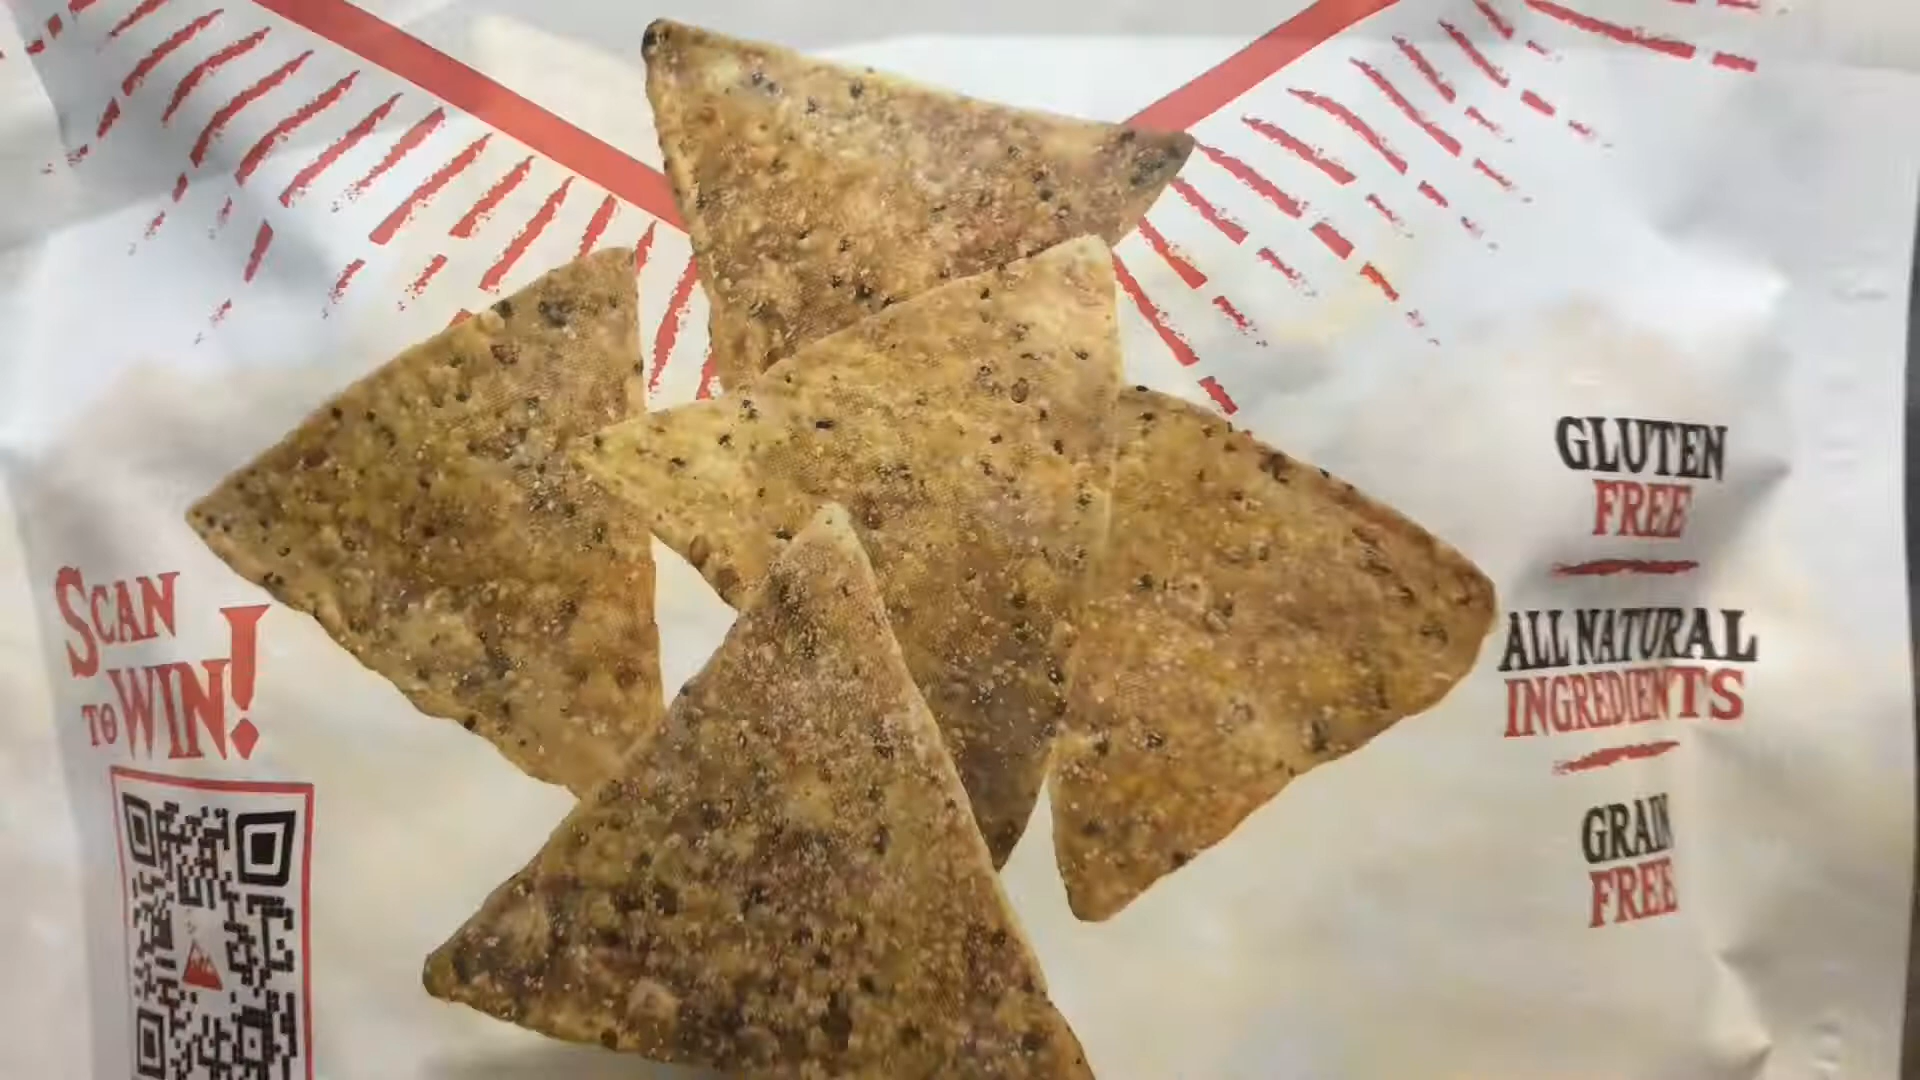 SCAN
TO WIN!
GLUTEN
FREE
ALL NATURAL
INGREDIENTS
GRAIN
FREE